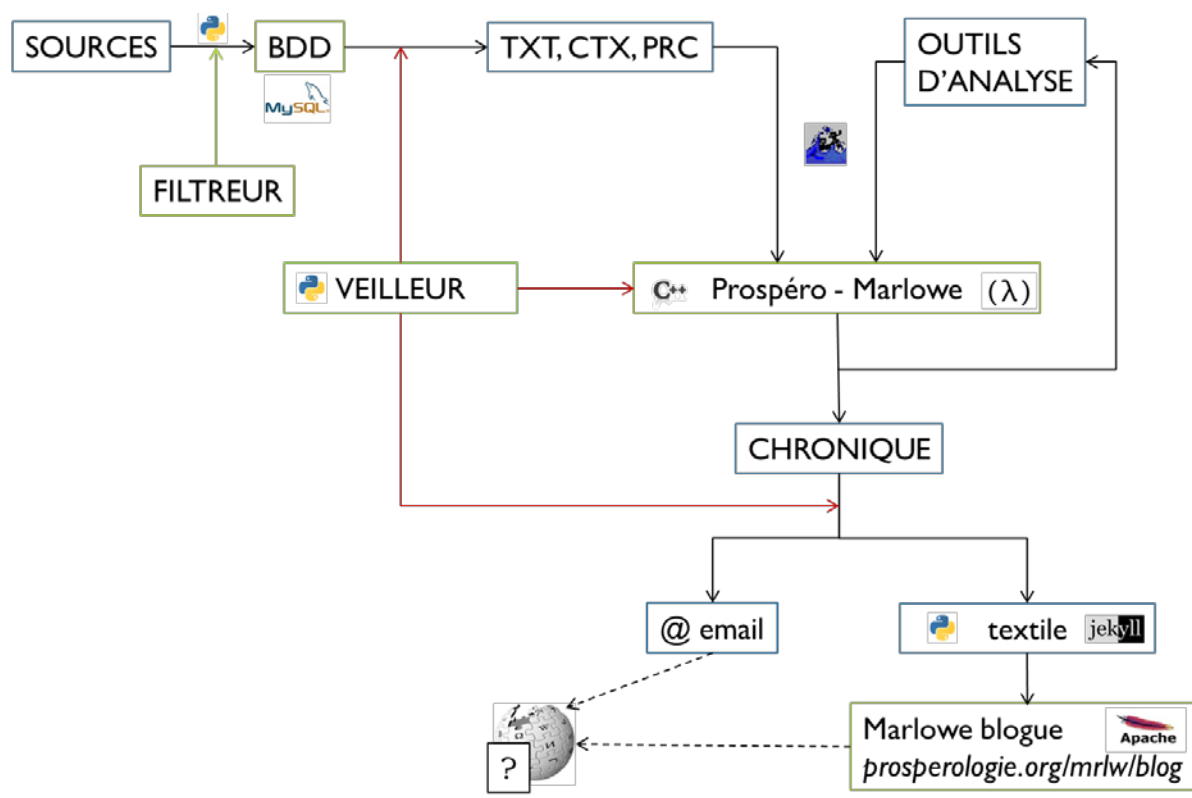 SOURCES
BDD
TXT, CTX, PRC
OUTILS
D'ANALYSE
MySQL
FILTREUR
VEILLEUR
C++
Prospéro - Marlowe
(λ)
CHRONIQUE
@ email
textile
jekyll
?
Marlowe blogue
Apache
prosperologie.org/mrlw/blog